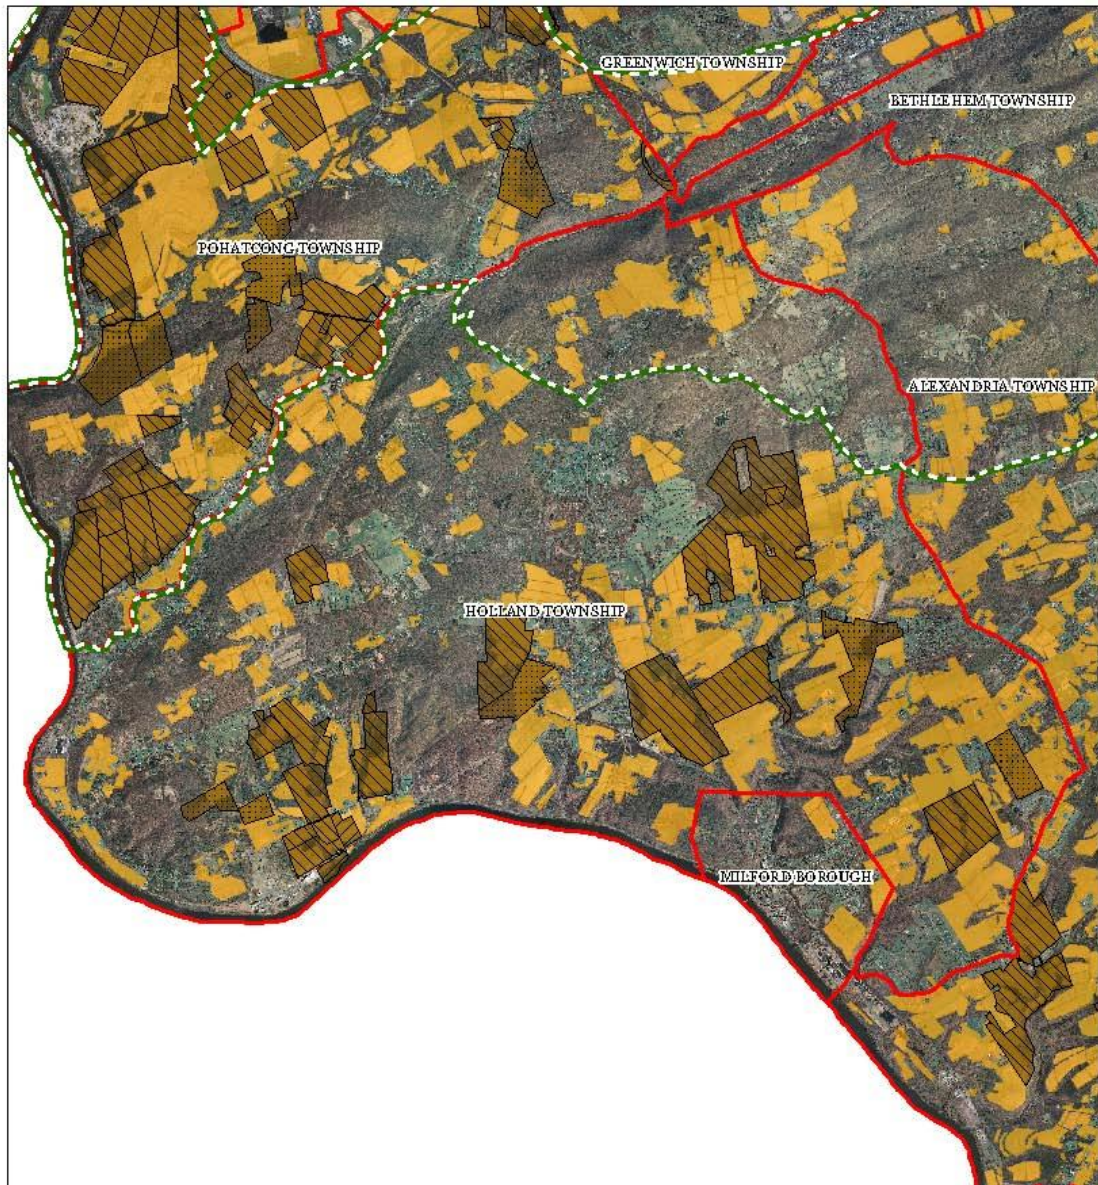 GREENWICH TOWNSHIP
BETHLEHEM TOWNSHIP
POHATCONG TOWNSHIP
ALEXANDRIA TOWNSHIP
HOLLAND TOWNSHIP
MILFORD BOROUGH